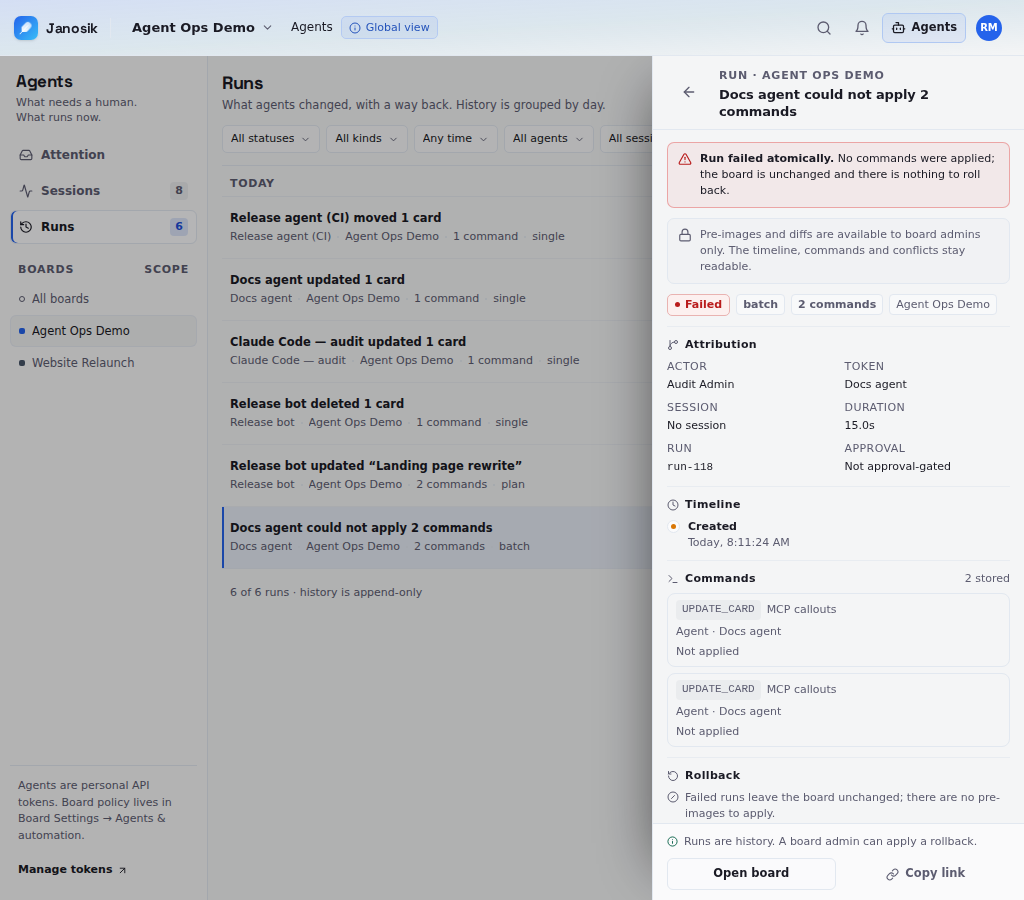 Janosik
Agent Ops Demo
Agents
Global view
Agents
RM
Agents
What needs a human.
What runs now.
Attention
Sessions 8
Runs 6
BOARDS SCOPE
All boards
Agent Ops Demo
Website Relaunch
Agents are personal API
tokens. Board policy lives in
Board Settings → Agents &
automation.
Manage tokens
Runs
What agents changed, with a way back. History is grouped by day.
All statuses
All kinds
Any time
All agents
All sessi
TODAY
Release agent (CI) moved 1 card
Release agent (CI) · Agent Ops Demo · 1 command · single
Docs agent updated 1 card
Docs agent · Agent Ops Demo · 1 command · single
Claude Code — audit updated 1 card
Claude Code — audit · Agent Ops Demo · 1 command · single
Release bot deleted 1 card
Release bot · Agent Ops Demo · 1 command · single
Release bot updated “Landing page rewrite”
Release bot · Agent Ops Demo · 2 commands · plan
Docs agent could not apply 2 commands
Docs agent · Agent Ops Demo · 2 commands · batch
6 of 6 runs · history is append-only
RUN · AGENT OPS DEMO
Docs agent could not apply 2
commands
Run failed atomically. No commands were applied;
the board is unchanged and there is nothing to roll
back.
Pre-images and diffs are available to board admins
only. The timeline, commands and conflicts stay
readable.
Failed
batch
2 commands
Agent Ops Demo
Attribution
ACTOR
Audit Admin
TOKEN
Docs agent
SESSION
No session
DURATION
15.0s
RUN
run-118
APPROVAL
Not approval-gated
Timeline
Created
Today, 8:11:24 AM
Commands 2 stored
UPDATE_CARD MCP callouts
Agent · Docs agent
Not applied
UPDATE_CARD MCP callouts
Agent · Docs agent
Not applied
Rollback
Failed runs leave the board unchanged; there are no pre-
images to apply.
Runs are history. A board admin can apply a rollback.
Open board
Copy link